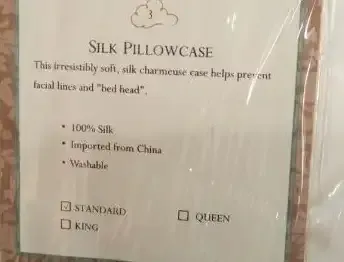 3
SILK PILLOWCASE
This irresistibly soft, silk charmeuse case helps prevent
facial lines and "bed head".
• 100% Silk
• Imported from China
• Washable
☑ STANDARD
☐ QUEEN
☐ KING